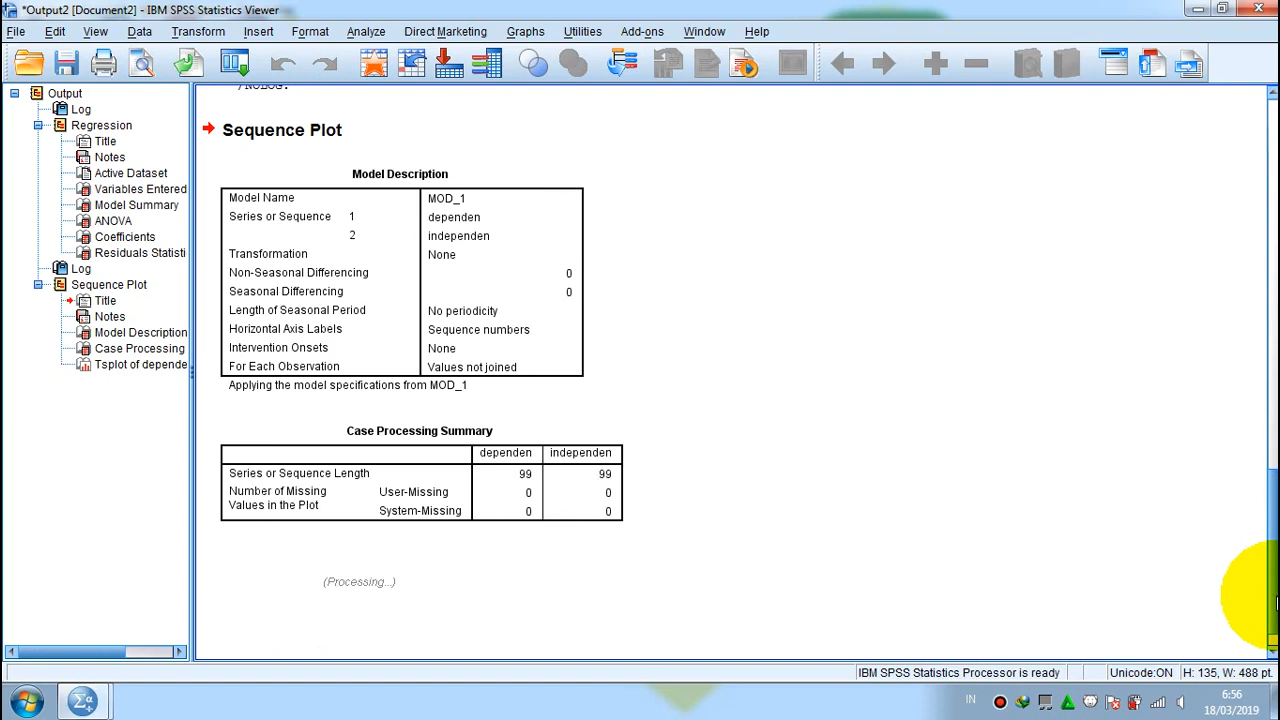 *Output2 [Document2] - IBM SPSS Statistics Viewer
File Edit View Data Transform Insert Format Analyze Direct Marketing Graphs Utilities Add-ons Window Help
Output
Log
Regression
Title
Notes
Active Dataset
Variables Entered
Model Summary
ANOVA
Coefficients
Residuals Statisti
Log
Sequence Plot
Title
Notes
Model Description
Case Processing
Tsplot of depende
/NOLOG.
Sequence Plot
Model Description
Model Name MOD_1
Series or Sequence 1 dependen
2 independen
Transformation None
Non-Seasonal Differencing 0
Seasonal Differencing 0
Length of Seasonal Period No periodicity
Horizontal Axis Labels Sequence numbers
Intervention Onsets None
For Each Observation Values not joined
Applying the model specifications from MOD_1
Case Processing Summary
dependen independen
Series or Sequence Length 99 99
Number of Missing Values in the Plot User-Missing 0 0
System-Missing 0 0
(Processing...)
IBM SPSS Statistics Processor is ready Unicode:ON H: 135, W: 488 pt.
IN 6:56
18/03/2019